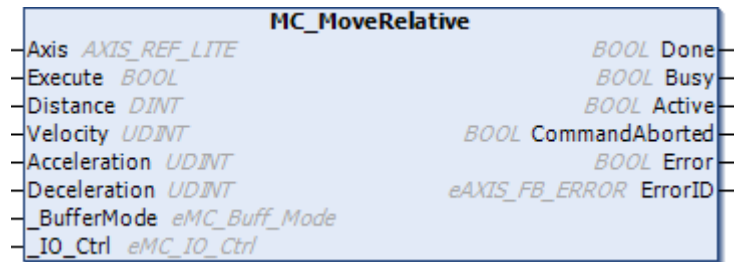 MC_MoveRelative
Axis AXIS_REF_LITE BOOL Done
Execute BOOL BOOL Busy
Distance DINT BOOL Active
Velocity UDINT BOOL CommandAborted
Acceleration UDINT BOOL Error
Deceleration UDINT eAXIS_FB_ERROR ErrorID
_BufferMode eMC_Buff_Mode
_IO_Ctrl eMC_IO_Ctrl